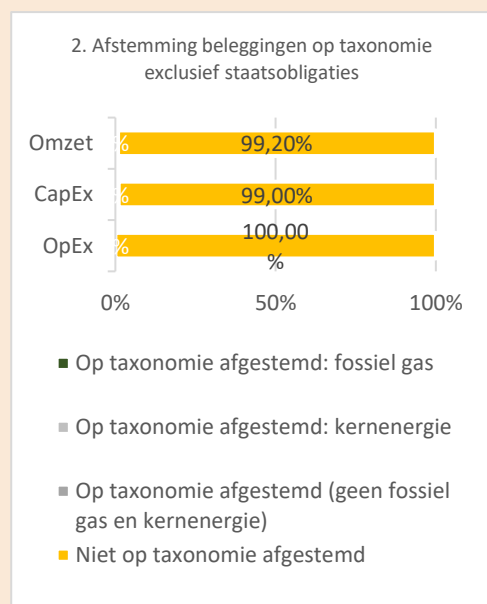 2. Afstemming beleggingen op taxonomie
exclusief staatsobligaties
Omzet
%
99,20%
CapEx
%
99,00%
OpEx
%
100,00
%
0%
50%
100%
Op taxonomie afgestemd: fossiel gas
Op taxonomie afgestemd: kernenergie
Op taxonomie afgestemd (geen fossiel
gas en kernenergie)
Niet op taxonomie afgestemd